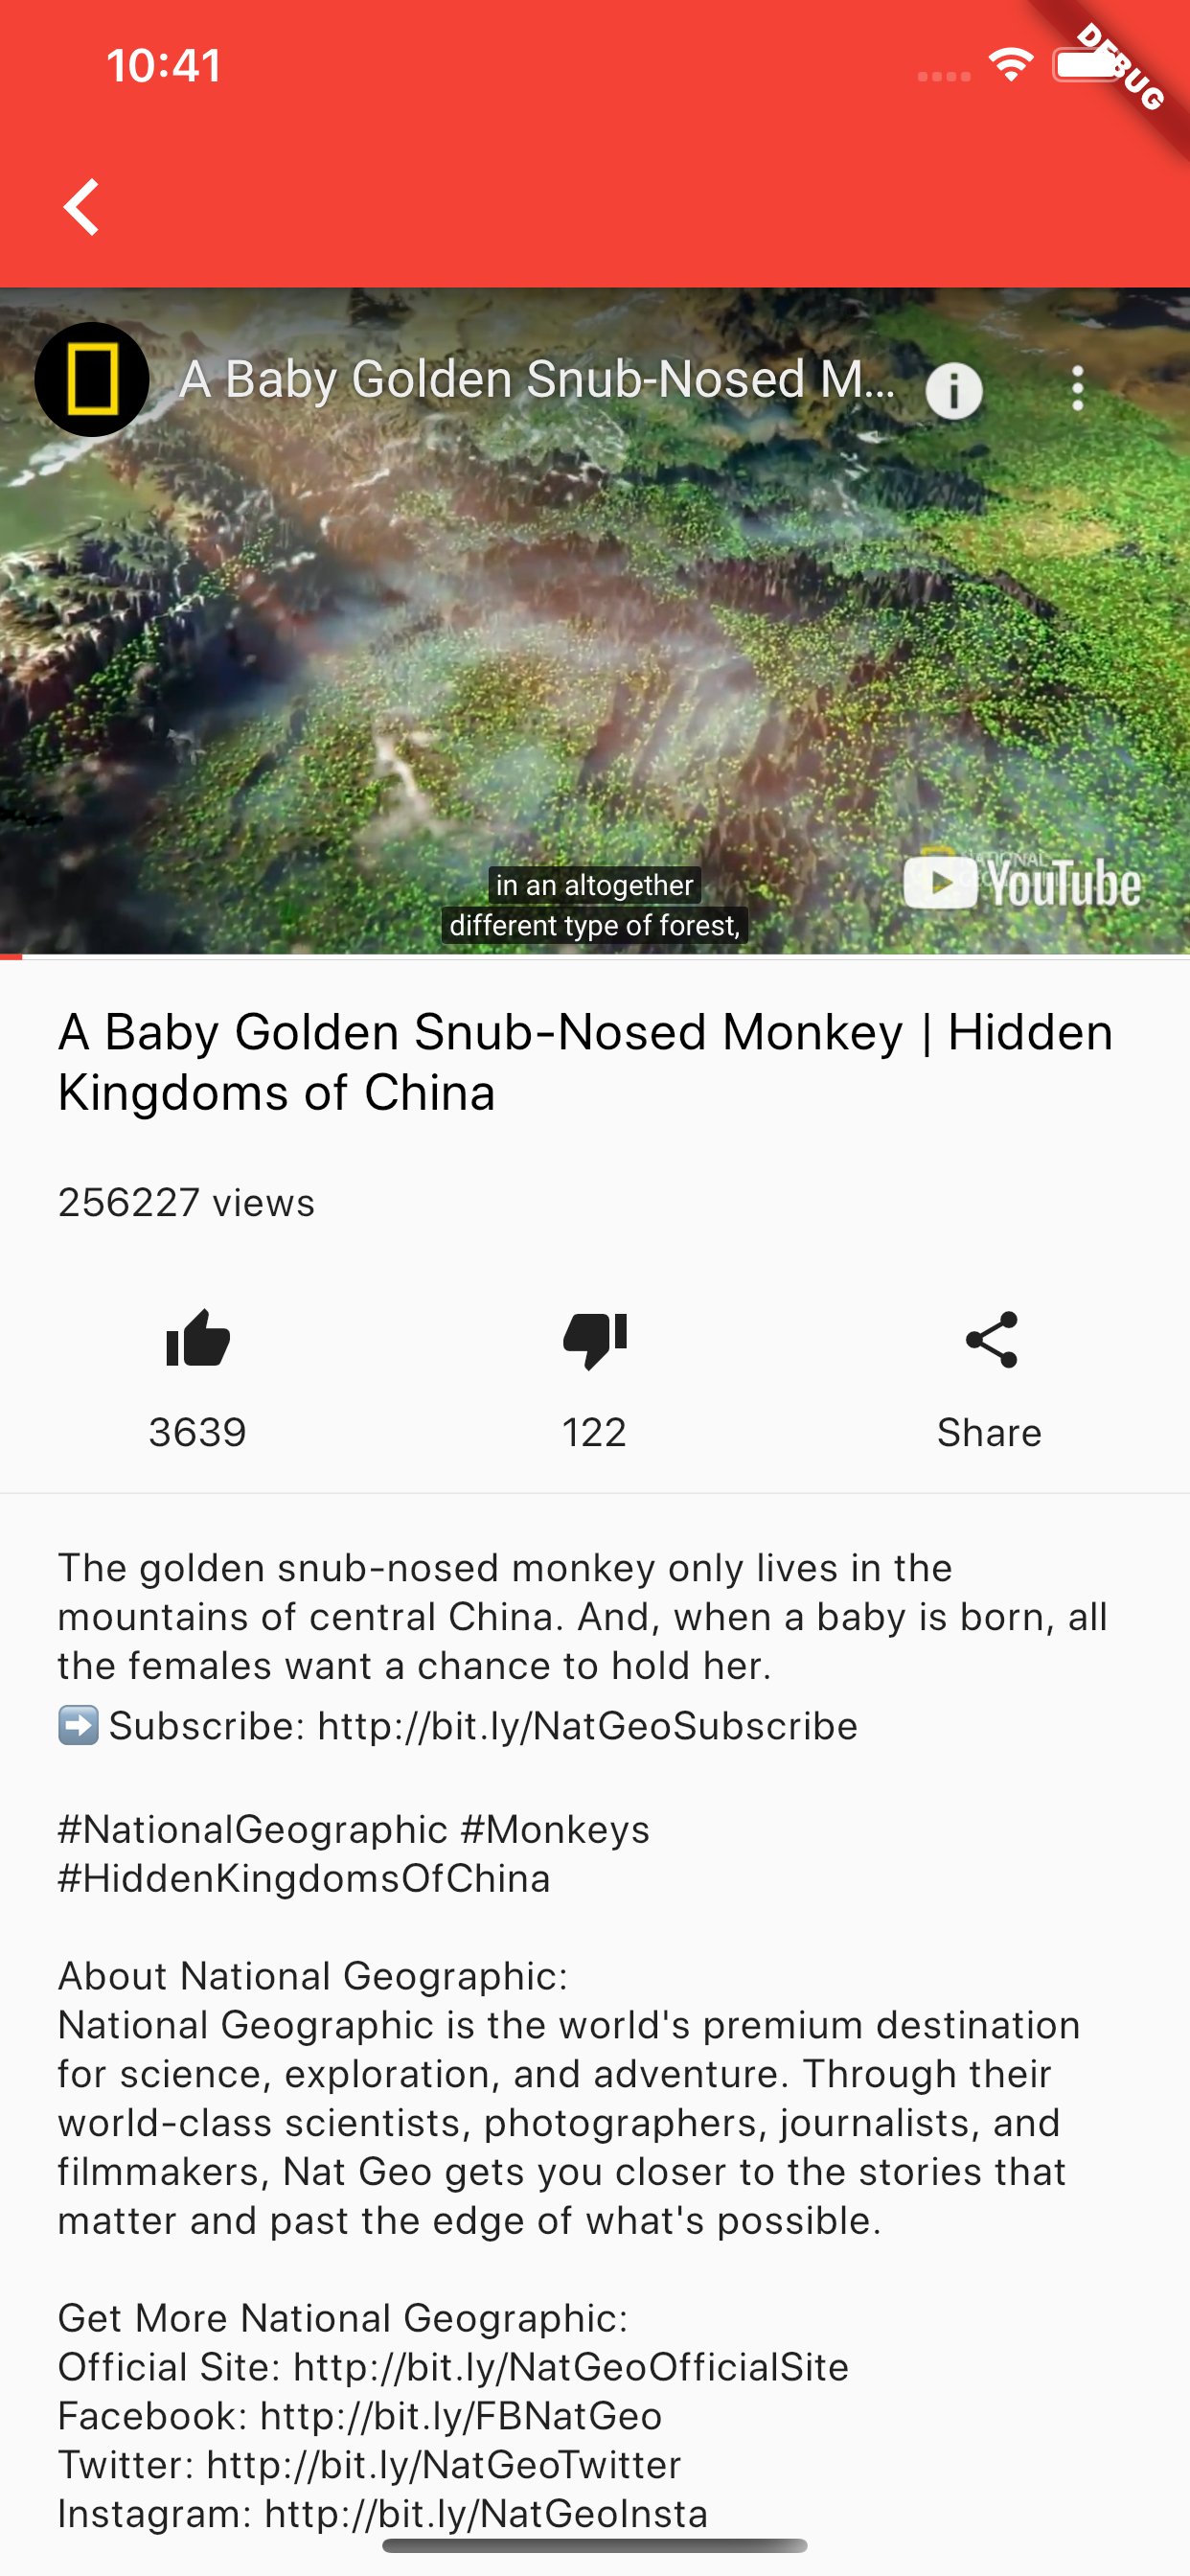 10:41
DEBUG
A Baby Golden Snub-Nosed M...
in an altogether
different type of forest,
YouTube
A Baby Golden Snub-Nosed Monkey | Hidden
Kingdoms of China
256227 views
3639
122
Share
The golden snub-nosed monkey only lives in the
mountains of central China. And, when a baby is born, all
the females want a chance to hold her.
➡️ Subscribe: http://bit.ly/NatGeoSubscribe
#NationalGeographic #Monkeys
#HiddenKingdomsOfChina
About National Geographic:
National Geographic is the world's premium destination
for science, exploration, and adventure. Through their
world-class scientists, photographers, journalists, and
filmmakers, Nat Geo gets you closer to the stories that
matter and past the edge of what's possible.
Get More National Geographic:
Official Site: http://bit.ly/NatGeoOfficialSite
Facebook: http://bit.ly/FBNatGeo
Twitter: http://bit.ly/NatGeoTwitter
Instagram: http://bit.ly/NatGeoInsta